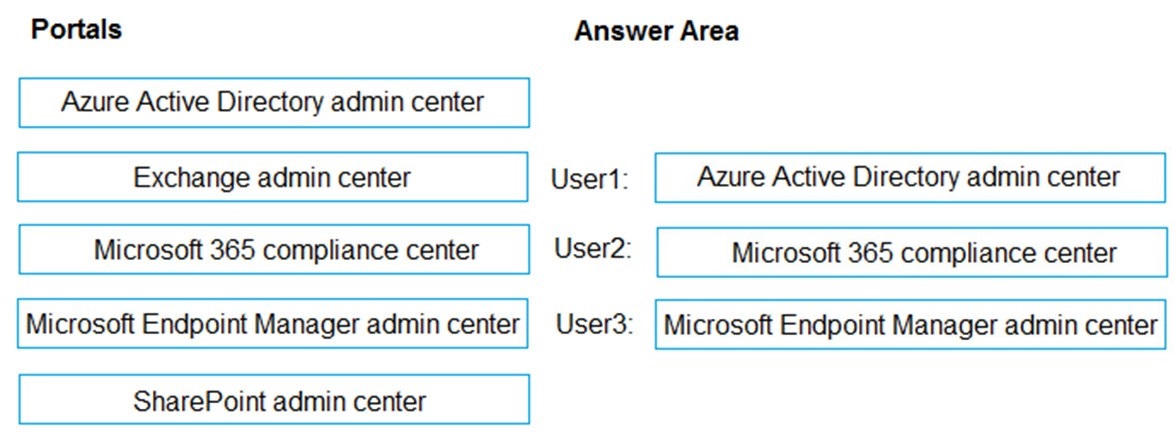 Portals
Answer Area
Azure Active Directory admin center
Exchange admin center
User1:
Azure Active Directory admin center
Microsoft 365 compliance center
User2:
Microsoft 365 compliance center
Microsoft Endpoint Manager admin center
User3:
Microsoft Endpoint Manager admin center
SharePoint admin center